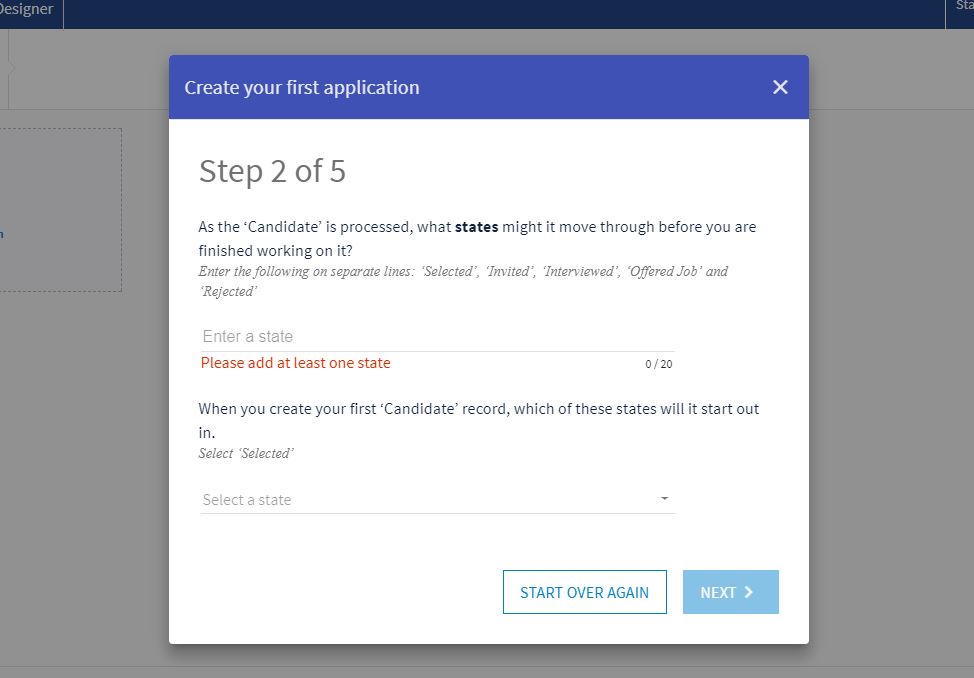 Designer
Sta
Create your first application
Step 2 of 5
As the ‘Candidate’ is processed, what states might it move through before you are
finished working on it?
Enter the following on separate lines: ‘Selected’, ‘Invited’, ‘Interviewed’, ‘Offered Job’ and
‘Rejected’
Enter a state
Please add at least one state
0 / 20
When you create your first ‘Candidate’ record, which of these states will it start out
in.
Select ‘Selected’
Select a state
START OVER AGAIN
NEXT